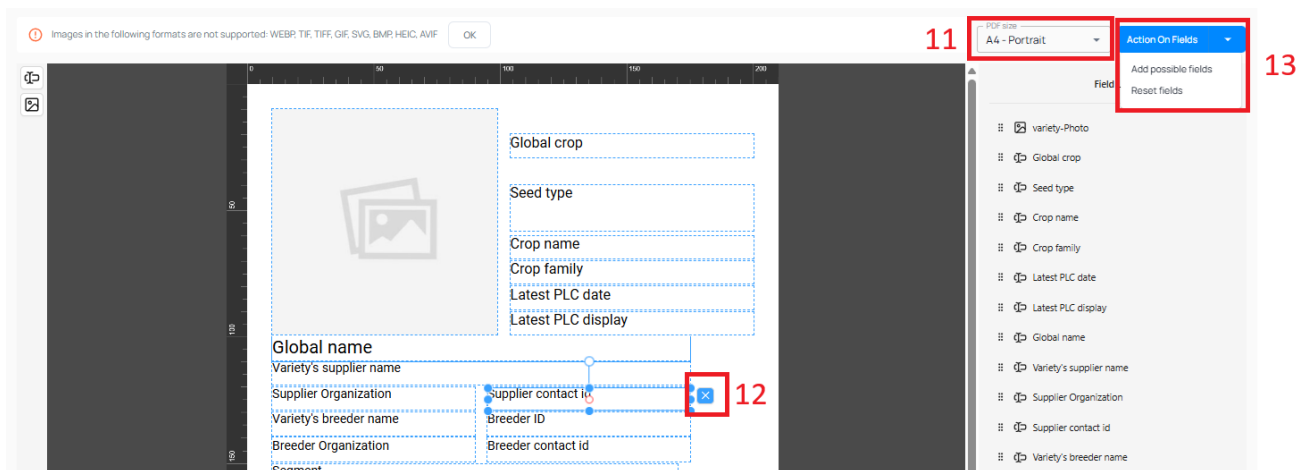 Images in the following formats are not supported: WEBP, TIF, TIFF, GIF, SVG, BMP, HEIC, AVIF
OK
11
PDF size
A4 - Portrait
Action On Fields
13
Add possible fields
Reset fields
0
50
100
150
200
Field
variety-Photo
Global crop
Seed type
Crop name
Crop family
Latest PLC date
Latest PLC display
Global name
Variety's supplier name
Supplier Organization
Supplier contact id
Variety's breeder name
50
100
150
Global crop
Seed type
Crop name
Crop family
Latest PLC date
Latest PLC display
Global name
Variety's supplier name
Supplier Organization
Supplier contact id
12
Variety's breeder name
Breeder ID
Breeder Organization
Breeder contact id
Segment